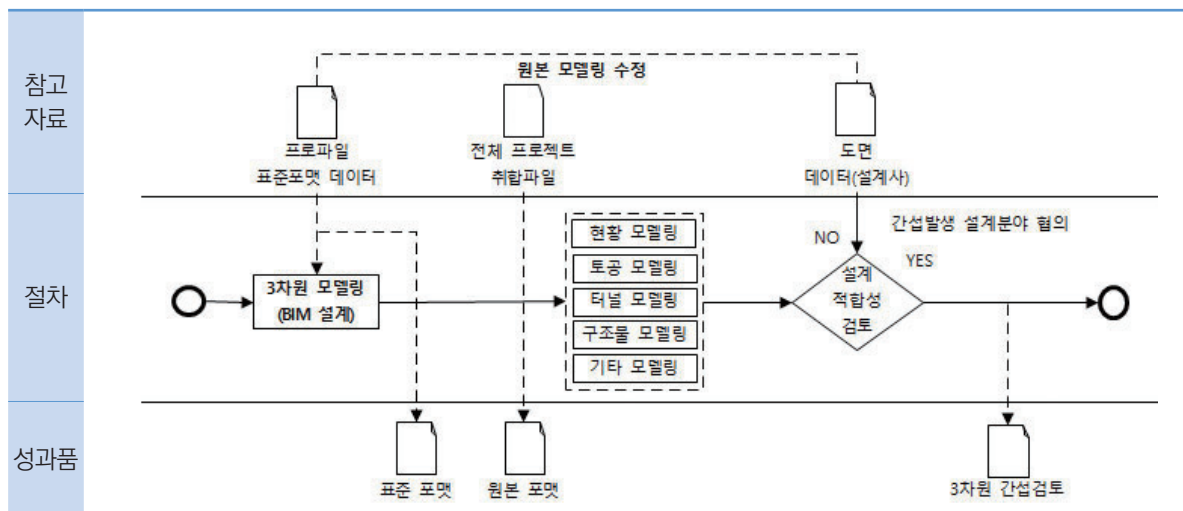 참고
자료
원본 모델링 수정
프로파일
표준포맷 데이터
전체 프로젝트
취합파일
도면
데이터(설계사)
절차
3차원 모델링
(BIM 설계)
현황 모델링
토공 모델링
터널 모델링
구조물 모델링
기타 모델링
NO
간섭발생 설계분야 협의
YES
설계
적합성
검토
성과품
표준 포맷
원본 포맷
3차원 간섭검토